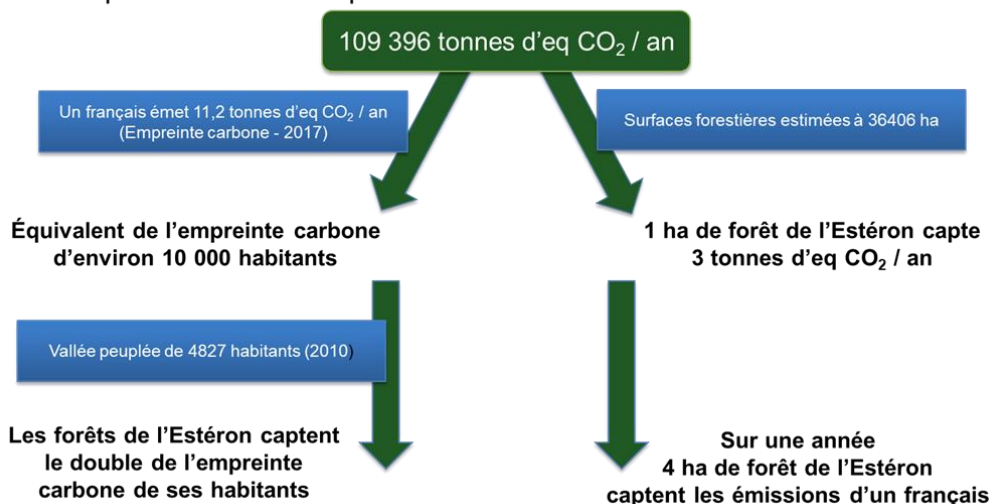 109 396 tonnes d'eq CO₂ / an
Un français émet 11,2 tonnes d'eq CO₂ / an
(Empreinte carbone - 2017)
Surfaces forestières estimées à 36406 ha
Équivalent de l'empreinte carbone
d'environ 10 000 habitants
1 ha de forêt de l'Estéron capte
3 tonnes d'eq CO₂ / an
Vallée peuplée de 4827 habitants (2010)
Les forêts de l'Estéron captent
le double de l'empreinte
carbone de ses habitants
Sur une année
4 ha de forêt de l'Estéron
captent les émissions d'un français